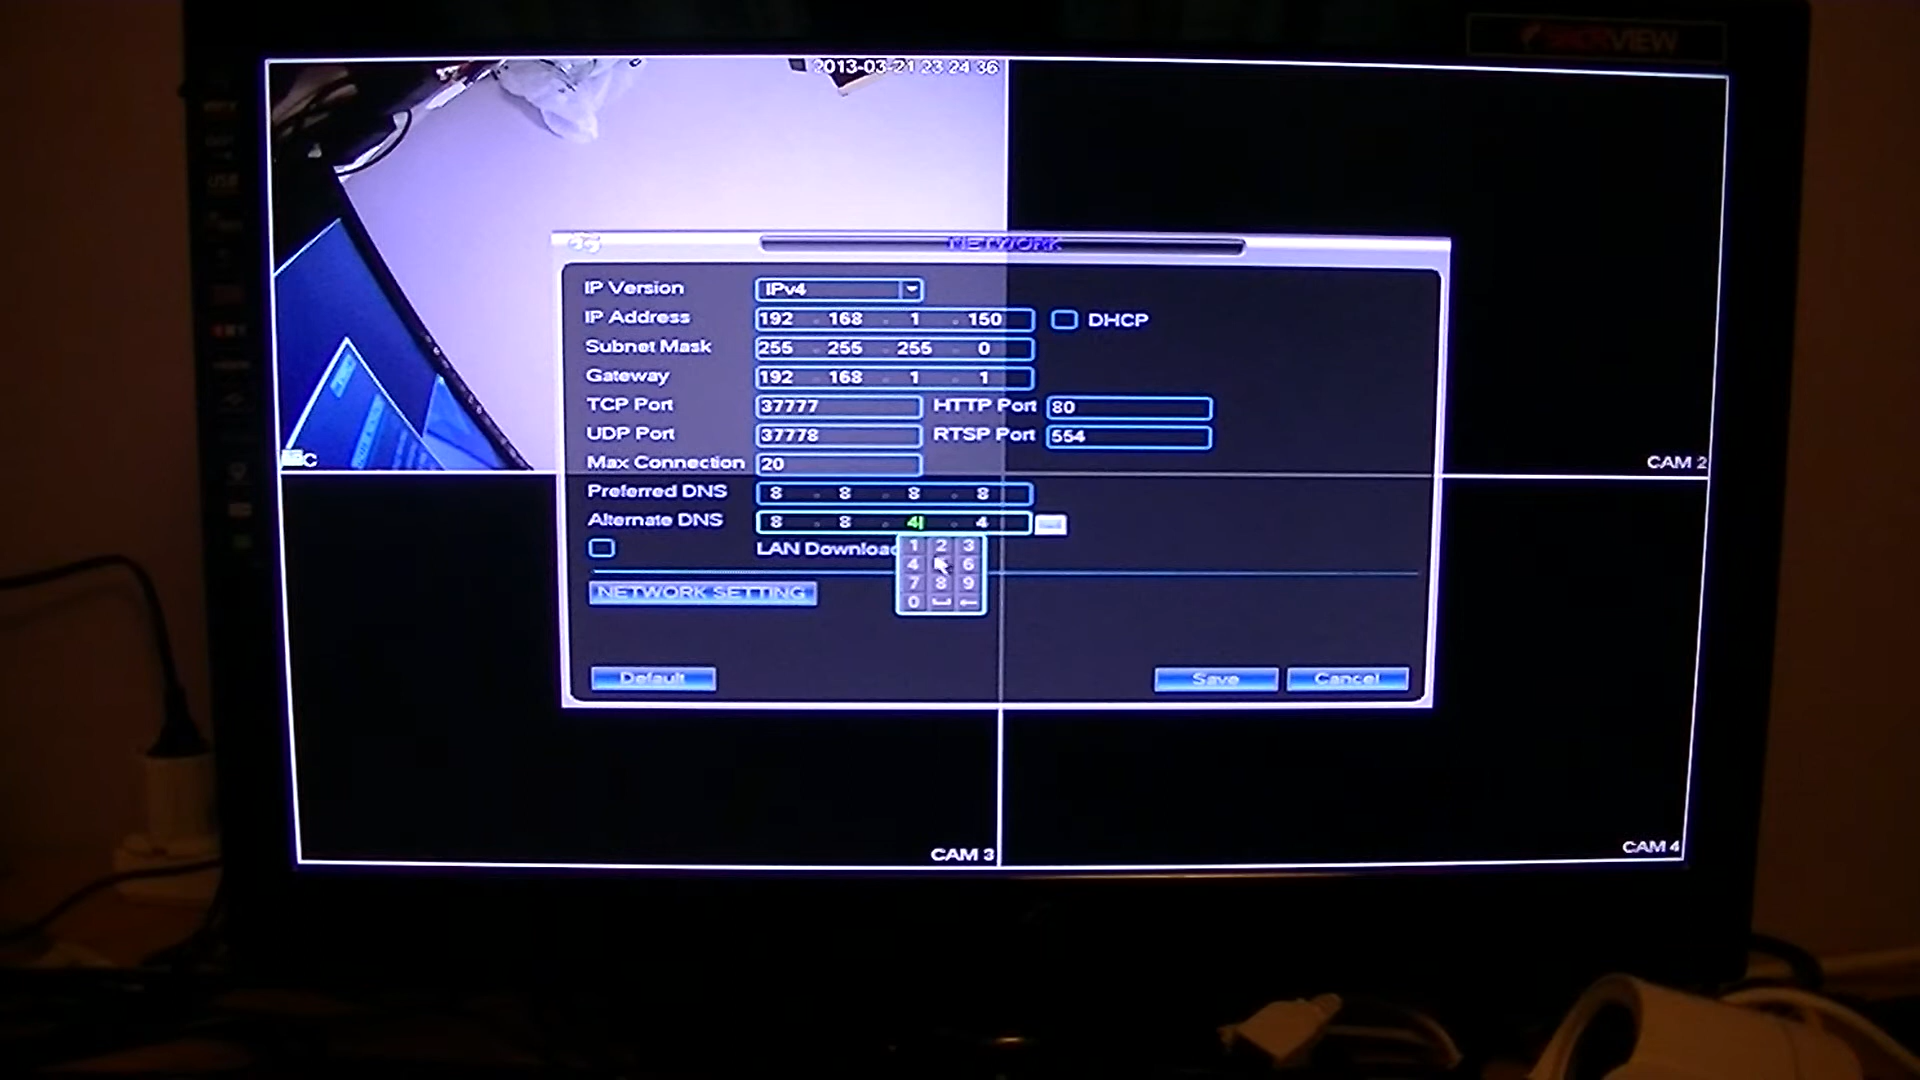 VIEW
2013-03-21 23 24 36
NETWORK
IP Version IPv4
IP Address 192 . 168 . 1 . 150 DHCP
Subnet Mask 255 . 255 . 255 . 0
Gateway 192 . 168 . 1 . 1
TCP Port 37777 HTTP Port 80
UDP Port 37778 RTSP Port 554
Max Connection 20
CAM 2
Preferred DNS 8 . 8 . 8 . 8
Alternate DNS 8 . 8 . 4 . 4
LAN Downloa
1 2 3
4 6
7 8 9
0
NETWORK SETTING
Default Save Cancel
CAM 3
CAM 4